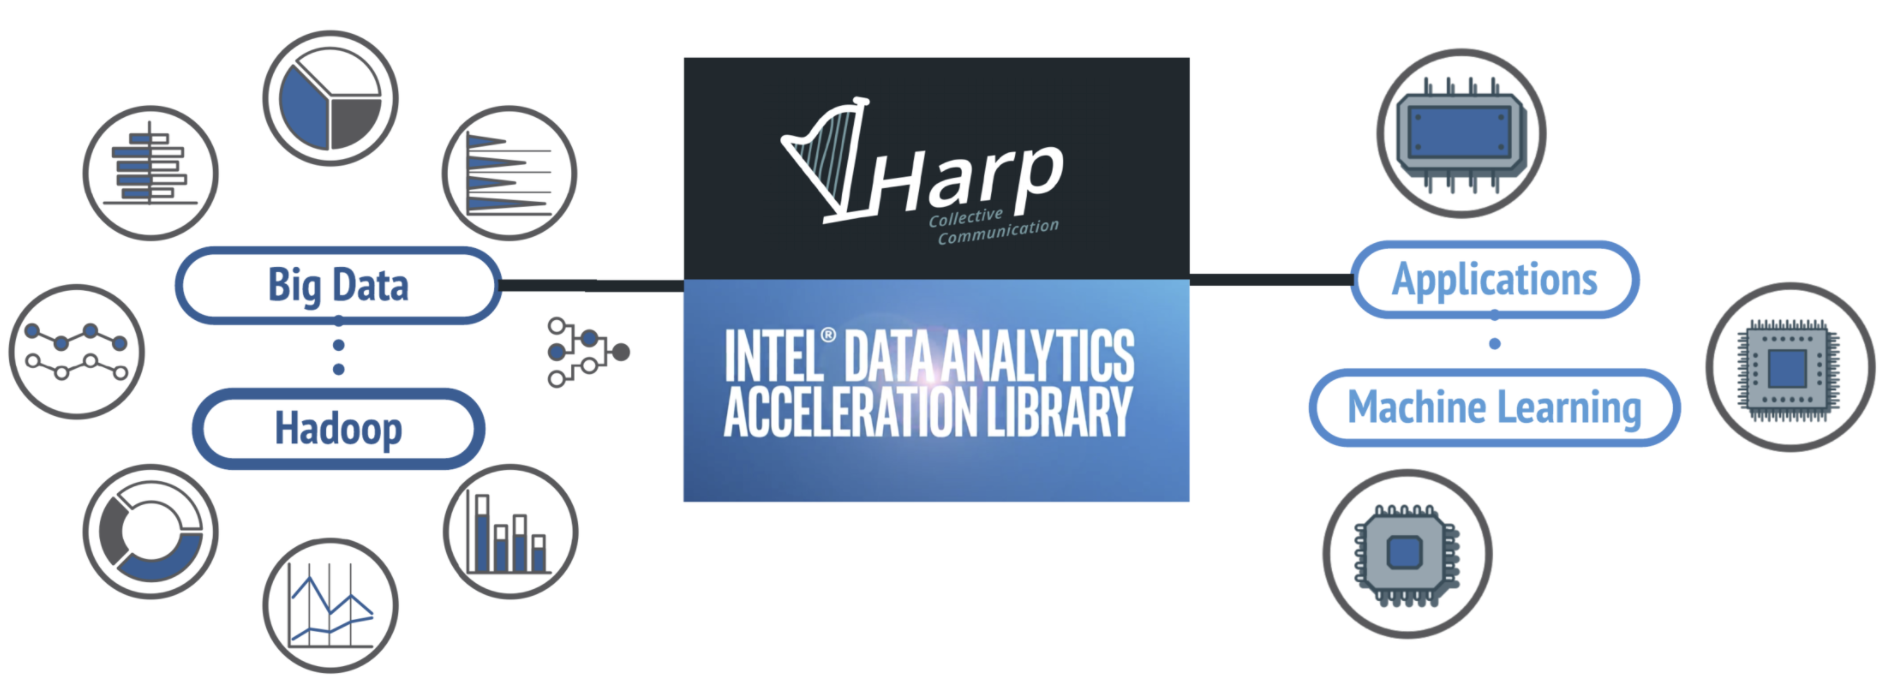 Big Data
Hadoop
Harp
Collective
Communication
INTEL® DATA ANALYTICS
ACCELERATION LIBRARY
Applications
Machine Learning